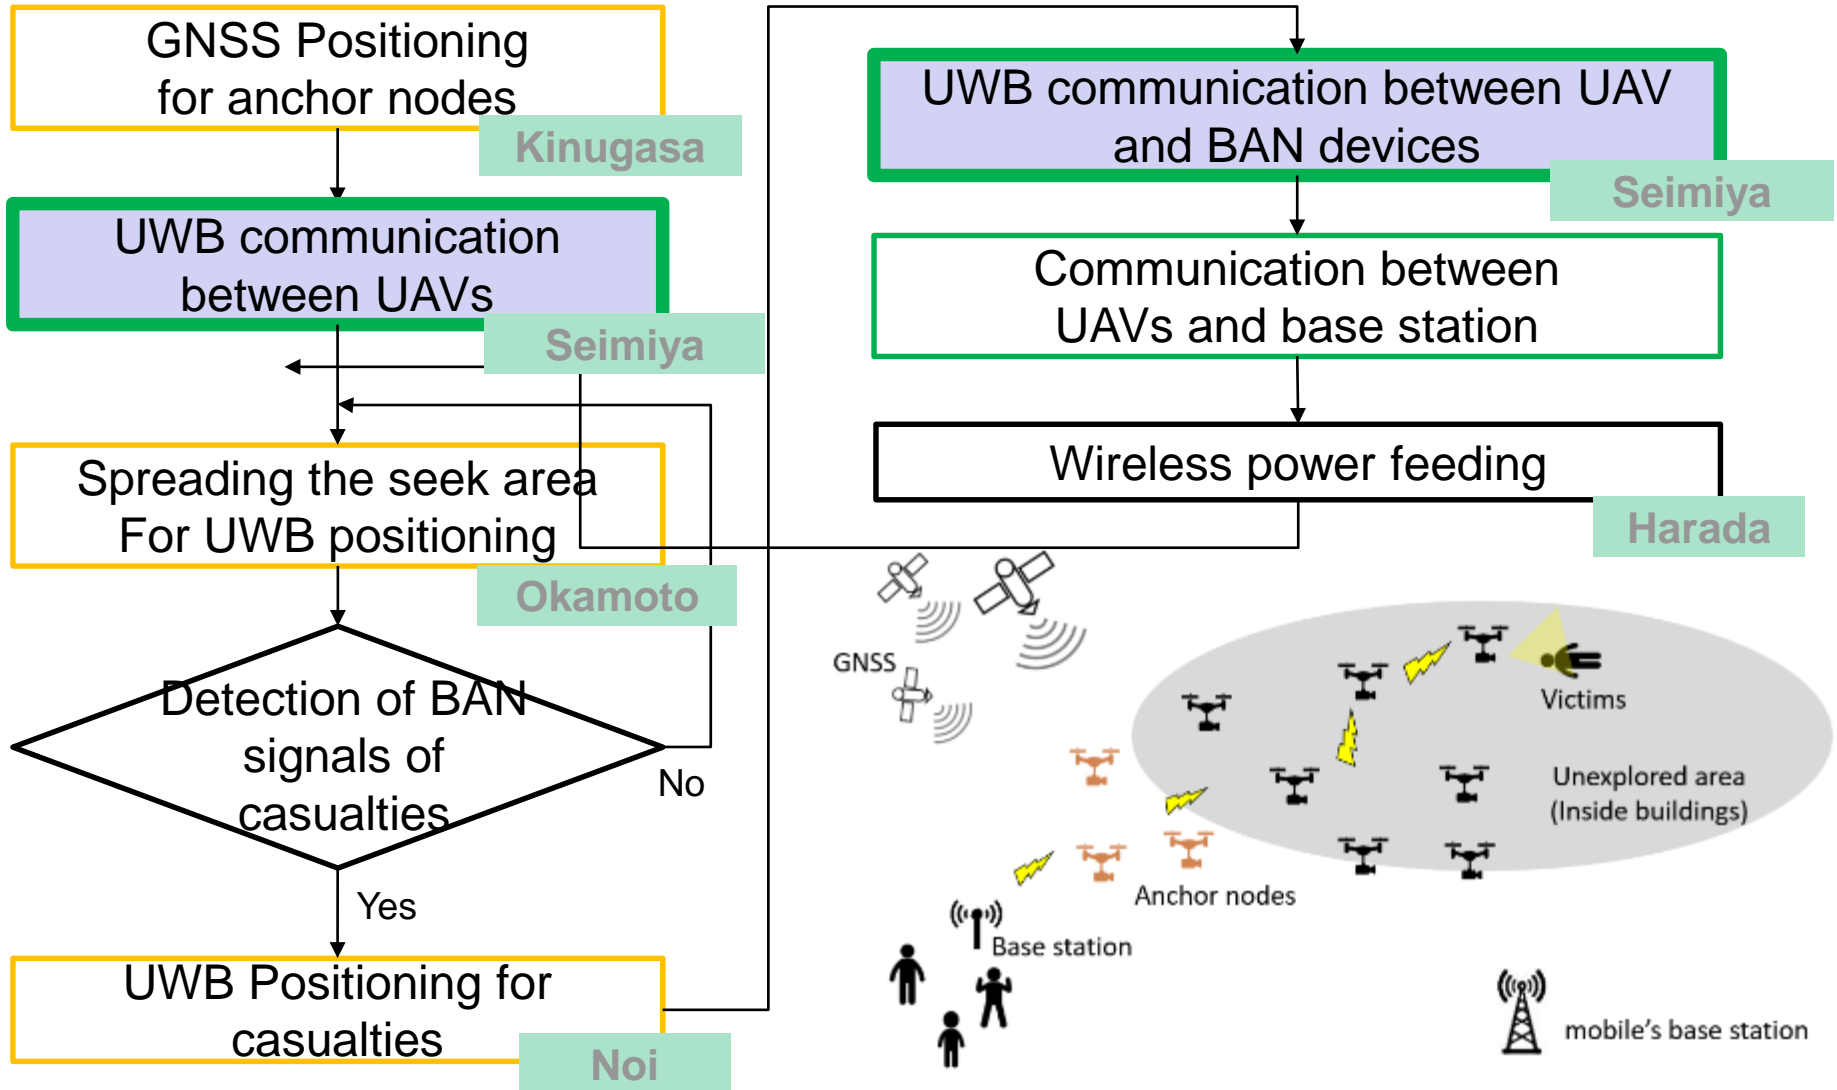 GNSS Positioning
for anchor nodes
Kinugasa
UWB communication
between UAVs
Seimiya
Spreading the seek area
For UWB positioning
Okamoto
Detection of BAN
signals of
casualties
No
Yes
UWB Positioning for
casualties
Noi
UWB communication between UAV
and BAN devices
Seimiya
Communication between
UAVs and base station
Wireless power feeding
Harada
GNSS
Victims
Unexplored area
(Inside buildings)
Anchor nodes
Base station
mobile's base station